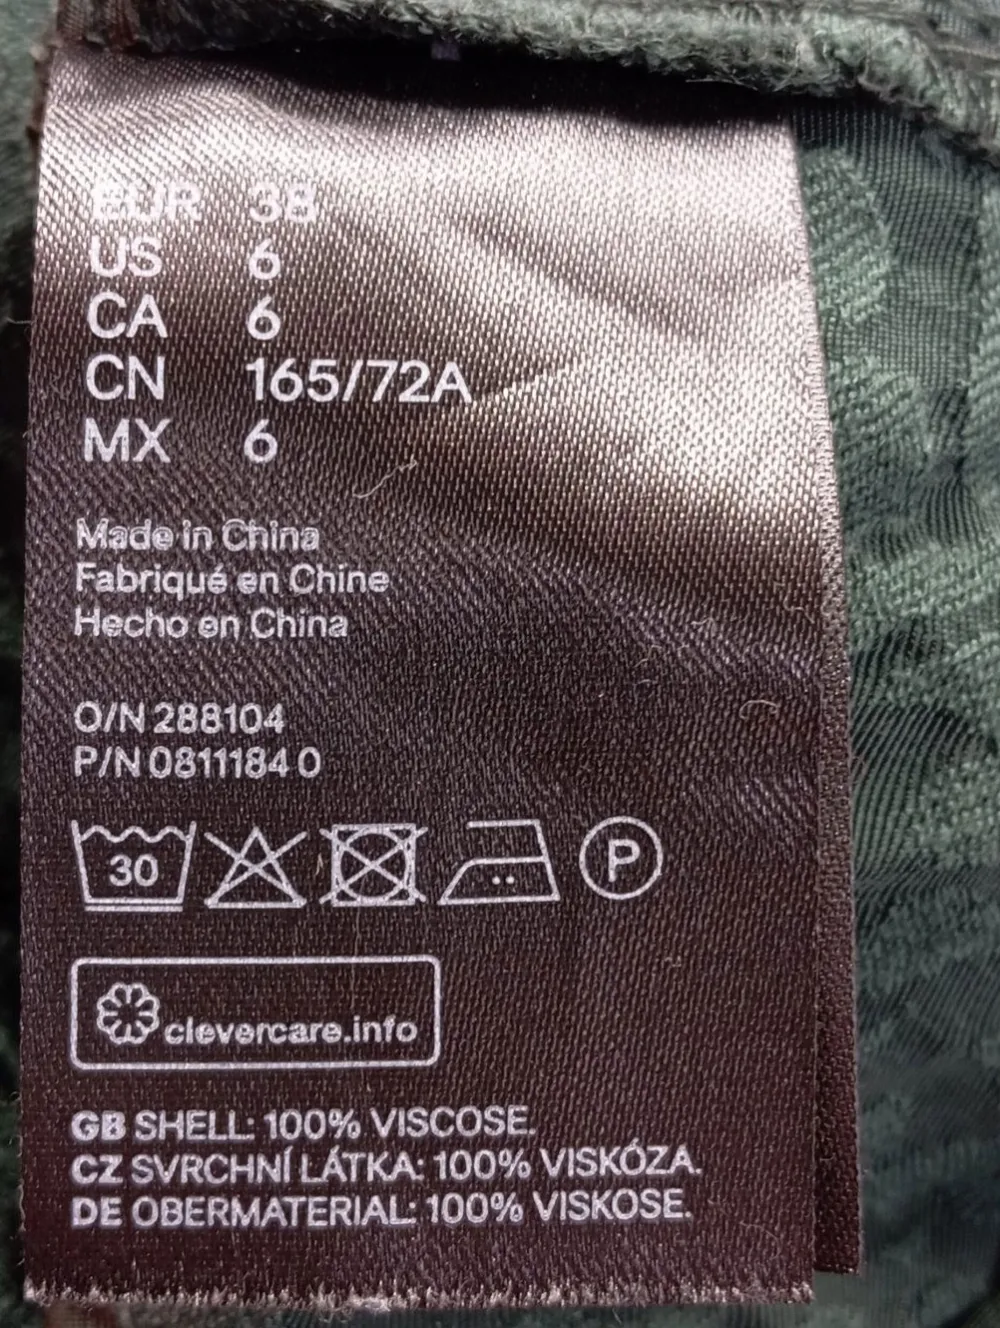 EUR 38
US 6
CA 6
CN 165/72A
MX 6
Made in China
Fabriqué en Chine
Hecho en China
O/N 288104
P/N 0811184 0
30
P
clevercare.info
GB SHELL: 100% VISCOSE.
CZ SVRCHNÍ LÁTKA: 100% VISKÓZA.
DE OBERMATERIAL: 100% VISKOSE.